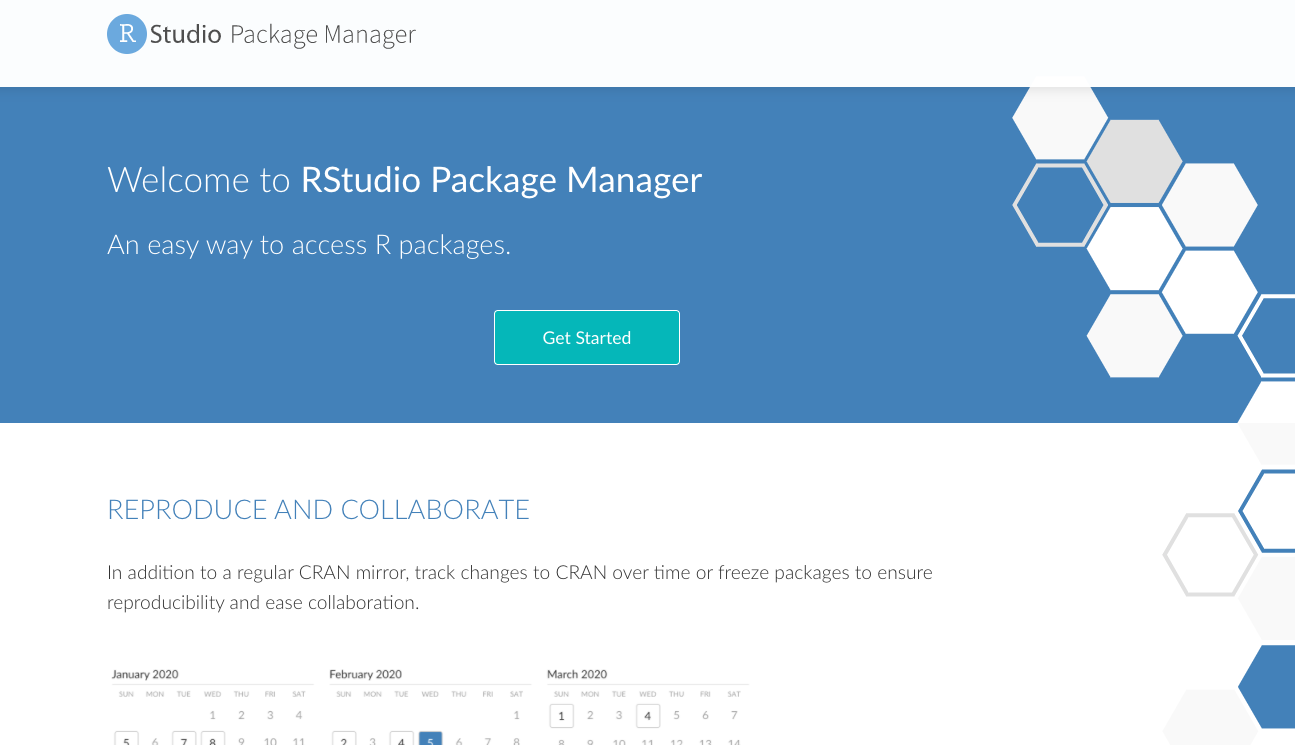 RStudio Package Manager
Welcome to RStudio Package Manager
An easy way to access R packages.
Get Started
REPRODUCE AND COLLABORATE
In addition to a regular CRAN mirror, track changes to CRAN over time or freeze packages to ensure
reproducibility and ease collaboration.
January 2020 February 2020 March 2020
SUN MON TUE WED THU FRI SAT SUN MON TUE WED THU FRI SAT SUN MON TUE WED THU FRI SAT
1 2 3 4 1 1 2 3 4 5 6 7
5 6 7 8 9 10 11 2 3 4 5 6 7 8 8 9 10 11 12 13 14